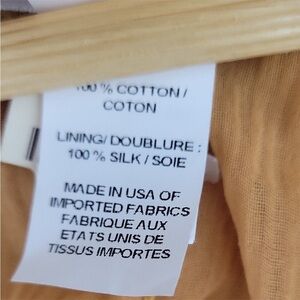 100 % COTTON /
COTON
LINING/ DOUBLURE :
100 % SILK / SOIE
MADE IN USA OF
IMPORTED FABRICS
FABRIQUE AUX
ETATS UNIS DE
TISSUS IMPORTES